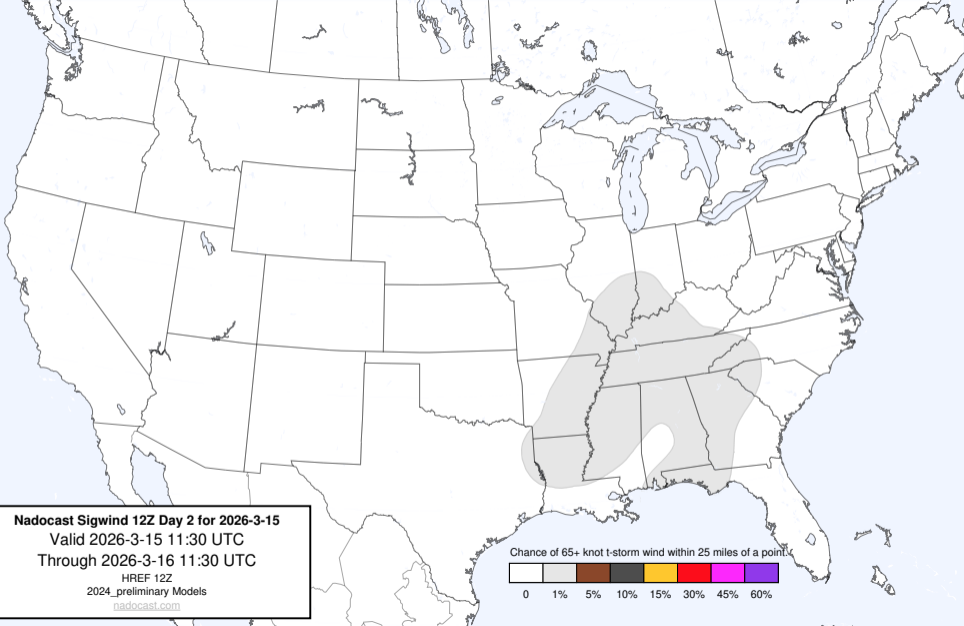 Nadocast Sigwind 12Z Day 2 for 2026-3-15
Valid 2026-3-15 11:30 UTC
Through 2026-3-16 11:30 UTC
HREF 12Z
2024_preliminary Models
nadocast.com
Chance of 65+ knot t-storm wind within 25 miles of a point.
0 1% 5% 10% 15% 30% 45% 60%